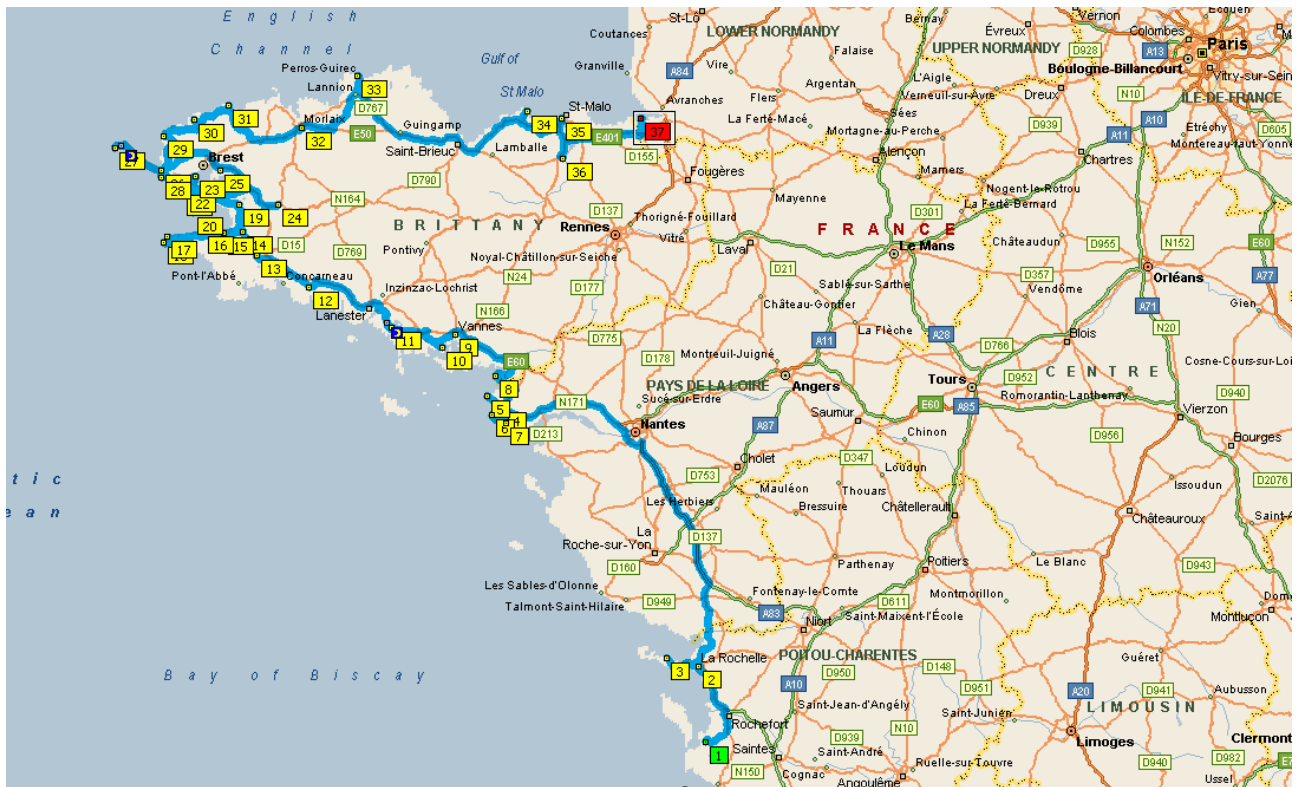 English
Channel
Perros-Guirec
Lannion
33
D767
Gulf of
St Malo
St-Malo
Granville
Coutances
St-Lô
LOWER NORMANDY
Bernay
Écouen
Vernon
Colombes
Paris
A13
D928
Évreux
UPPER NORMANDY
Boulogne-Billancourt
N10
Dreux
ÎLE-DE-FRANCE
D605
Étréchy
A84
Vire
Falaise
Argentan
L'Aigle
Verneuil-sur-Avre
Flers
Avranches
La Ferté-Macé
Mortagne-au-Perche
D939
A11
A10
Chartres
Alençon
Mamers
Nogent-le-Rotrou
La Ferté-Bernard
31
30
Morlaix
E50
Guingamp
32
29
Brest
27
28
23
25
22
24
20
19
17
16
15
14
Saint-Brieuc
Lamballe
34
35
E401
37
36
D155
Fougères
Mayenne
D790
N164
BRITTANY
D137
Thorigné-Fouillard
Rennes
Vitré
Laval
FRANCE
D301
Le Mans
Châteaudun
N152
E60
D955
Orléans
A77
D15
D769
Pontivy
Noyal-Châtillon-sur-Seiche
D21
Pont-l'Abbé
13
Concarneau
12
Inzinzac-Lochrist
N24
D177
Sablé-sur-Sarthe
D357
Vendôme
Château-Gontier
A71
Gien
Lanester
N166
La Flèche
11
Vannes
9
10
D775
A11
A28
D766
Blois
N20
Montreuil-Juigné
D178
E60
8
PAYS DE LA LOIRE
Angers
Tours
D952
CENTRE
Romorantin-Lanthenay
D940
5
4
6
7
N171
Sucé-sur-Erdre
Saumur
E60
A85
Vierzon
D213
Nantes
A87
Chinon
D956
Bourges
D347
Loudun
Cholet
D753
D2076
Mauléon
Thouars
Issoudun
Les Herbiers
Bressuire
Châtellerault
Châteauroux
La
Roche-sur-Yon
D137
D160
Parthenay
Poitiers
Le Blanc
D943
Les Sables-d'Olonne
Talmont-Saint-Hilaire
D949
Fontenay-le-Comte
A83
D611
Montmorillon
Saint-Maixent-l'École
Niort
Montluçon
Guéret
Bay of Biscay
La Rochelle
3
2
POITOU-CHARENTES
D148
D950
D951
A10
A20
D941
Aubusson
Saint-Jean-d'Angély
Saint-Junien
LIMOUSIN
Rochefort
N10
D939
Limoges
1
Saintes
Saint-André
N150
Cognac
Angoulême
Ruelle-sur-Touvre
D940
D982
Ussel